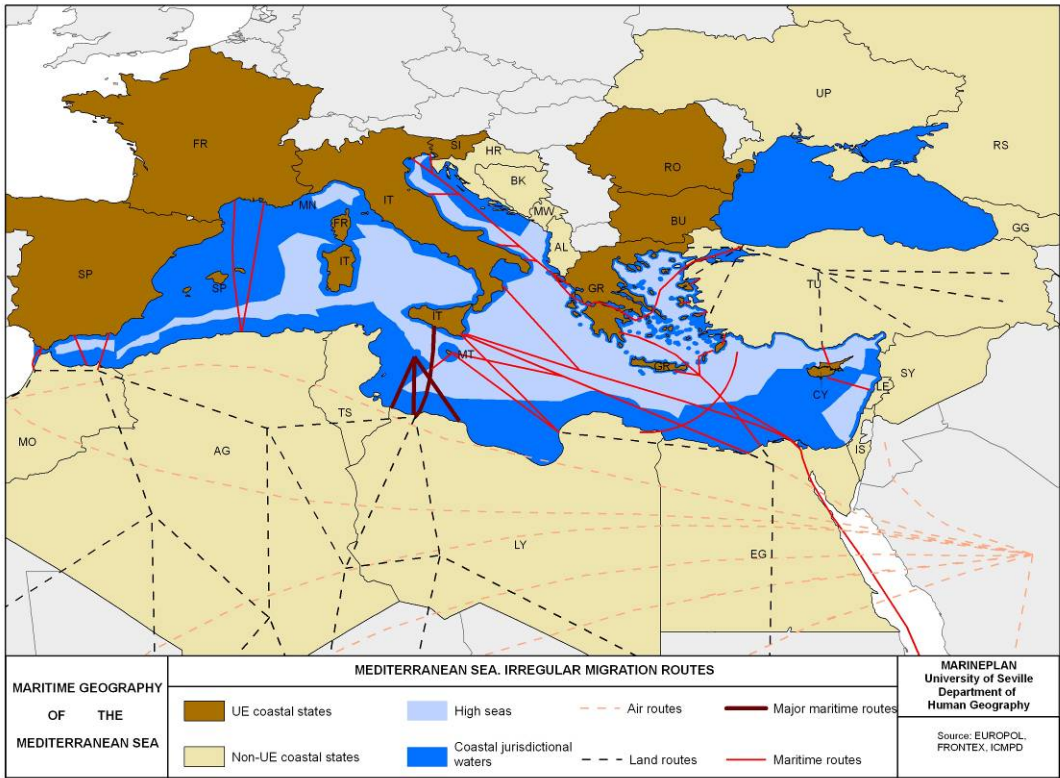 UP
FR
SI
HR
RS
RO
BK
IT
MN
MW
BU
FR
GG
AL
IT
SP
SP
TU
GR
IT
MT
GR
SY
LE
CY
TS
MO
IS
AG
LY
EG
MARITIME GEOGRAPHY
OF THE
MEDITERRANEAN SEA
MEDITERRANEAN SEA. IRREGULAR MIGRATION ROUTES
UE coastal states
High seas
Air routes
Major maritime routes
Non-UE coastal states
Coastal jurisdictional
waters
Land routes
Maritime routes
MARINEPLAN
University of Seville
Department of
Human Geography
Source: EUROPOL,
FRONTEX, ICMPD